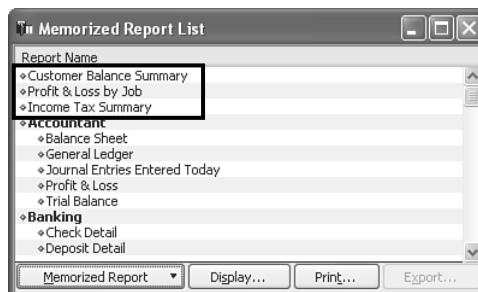 Memorized Report List
Report Name
Customer Balance Summary
Profit & Loss by Job
Income Tax Summary
Accountant
Balance Sheet
General Ledger
Journal Entries Entered Today
Profit & Loss
Trial Balance
Banking
Check Detail
Deposit Detail
Memorized Report Display... Print... Export...